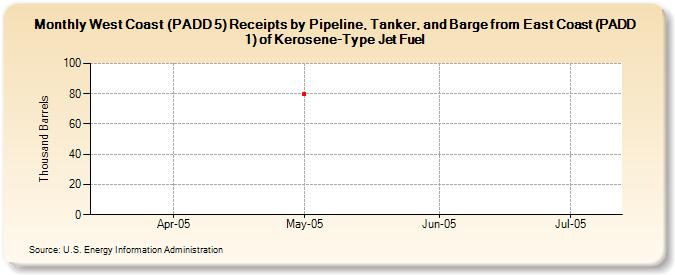 Monthly West Coast (PADD 5) Receipts by Pipeline, Tanker, and Barge from East Coast (PADD
1) of Kerosene-Type Jet Fuel
Thousand Barrels
100
80
60
40
20
0
Apr-05 May-05 Jun-05 Jul-05
Source: U.S. Energy Information Administration